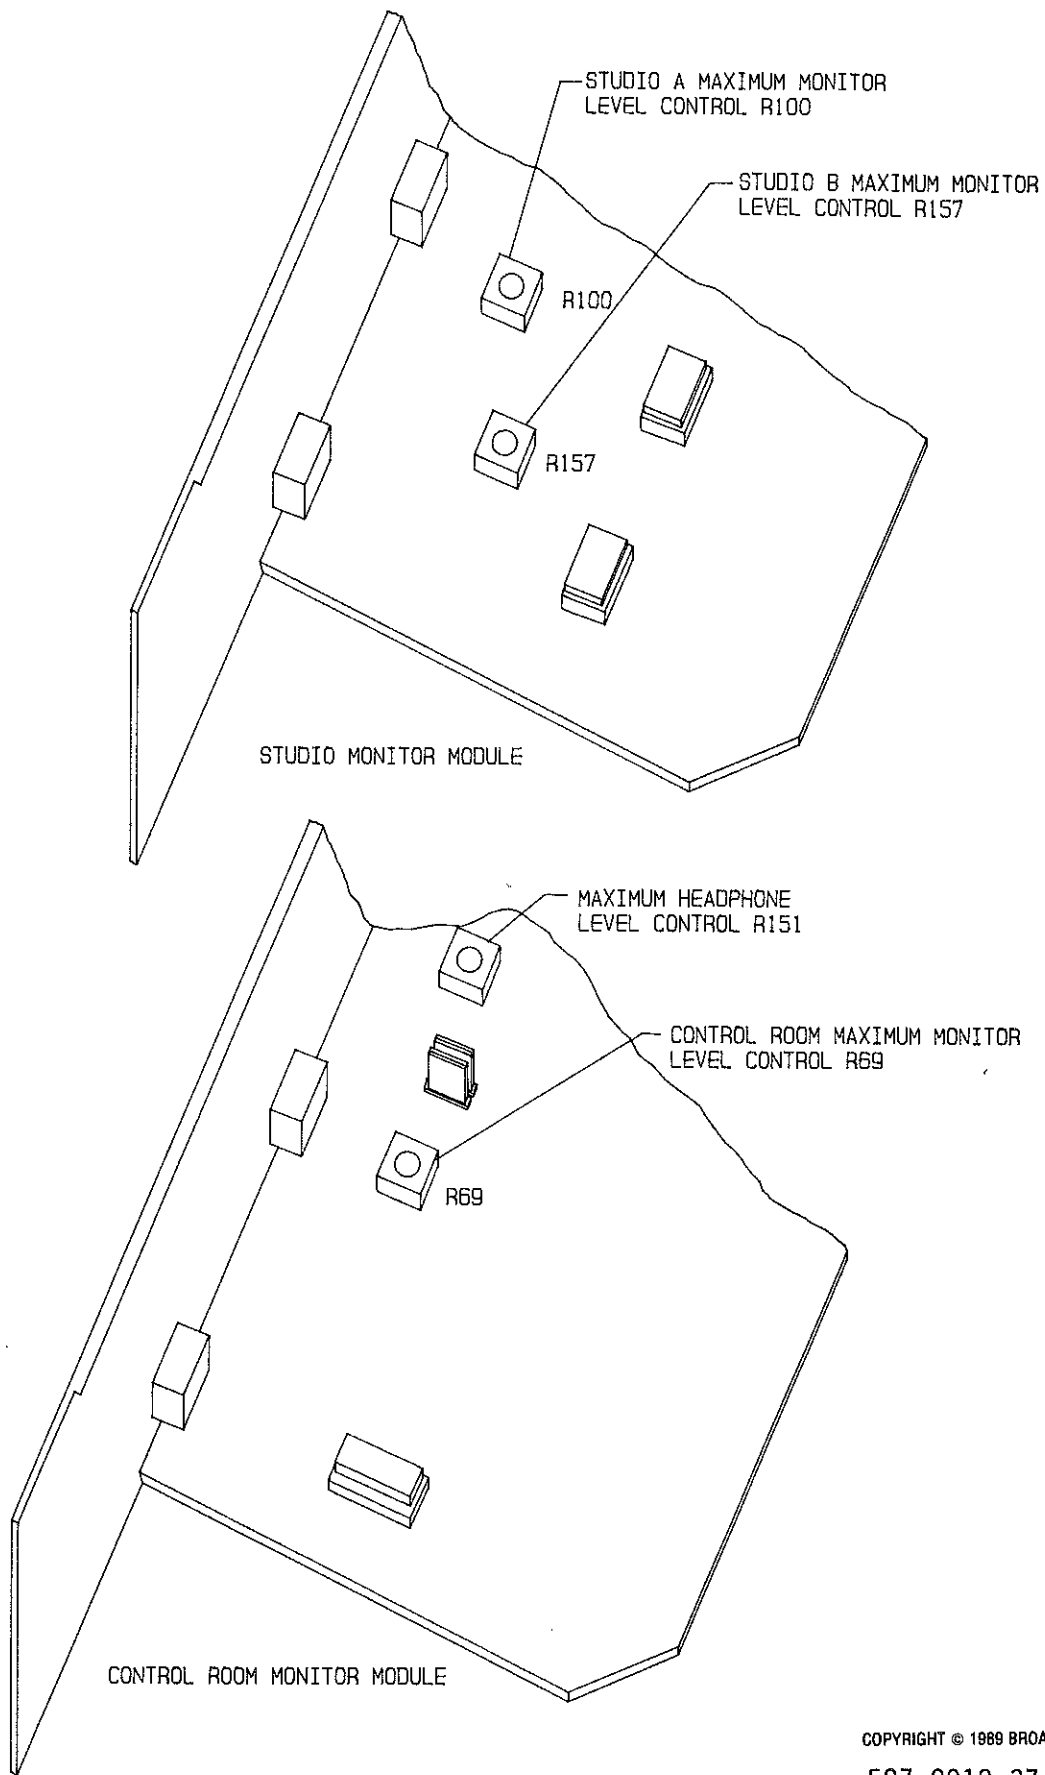 STUDIO A MAXIMUM MONITOR
LEVEL CONTROL R100
STUDIO B MAXIMUM MONITOR
LEVEL CONTROL R157
R100
R157
STUDIO MONITOR MODULE
MAXIMUM HEADPHONE
LEVEL CONTROL R151
CONTROL ROOM MAXIMUM MONITOR
LEVEL CONTROL R69
R69
CONTROL ROOM MONITOR MODULE
COPYRIGHT © 1989